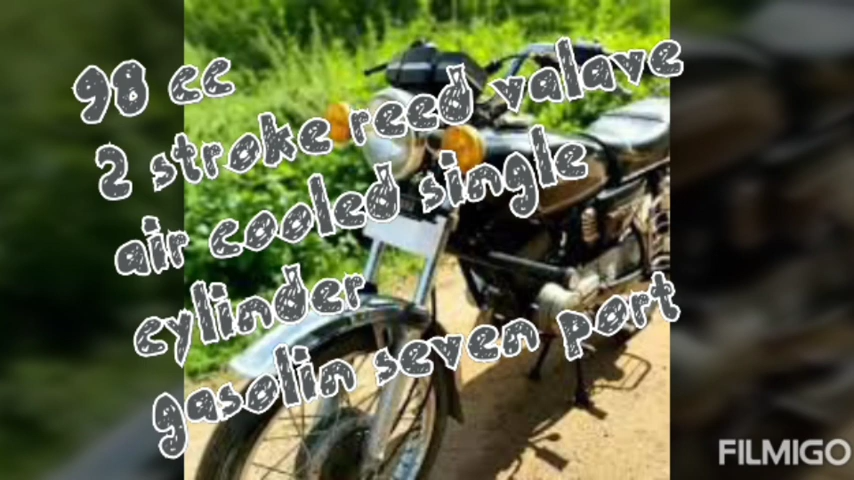 98 cc
2 stroke reed valave
air cooled single
cylinder
gasolin seven port
FILMIGO